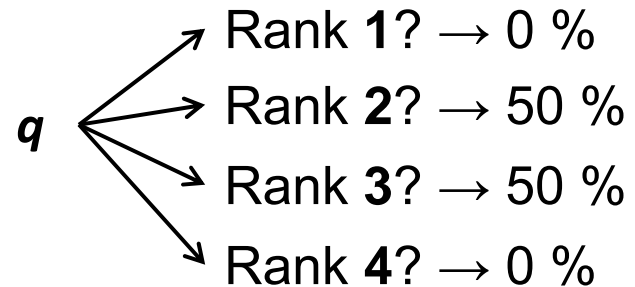 Rank 1? → 0 %
Rank 2? → 50 %
q
Rank 3? → 50 %
Rank 4? → 0 %